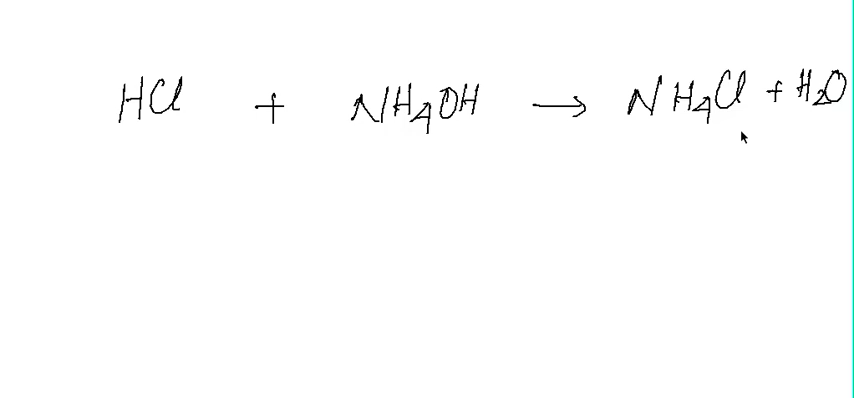 HCl + NH4OH → NH4Cl + H2O